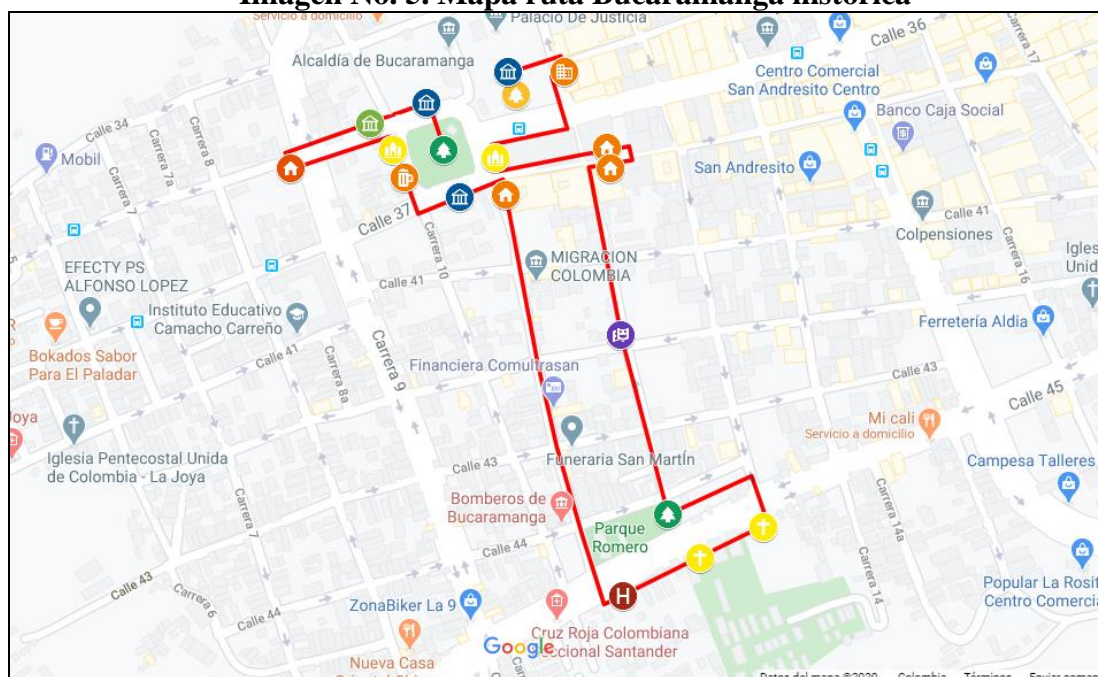 Imagen No. 3. Mapa ruta Bucaramanga histórica
Servicio a domicilio
Palacio De Justicia
Calle 36
Carrera 17
Alcaldía de Bucaramanga
Centro Comercial
San Andresito Centro
Banco Caja Social
Calle 34
Carrera 8
Carrera 7a
Mobil
San Andresito
Calle 37
Carrera 10
Calle 41
Colpensiones
Carrera 16
MIGRACION
COLOMBIA
EFECTY PS
ALFONSO LOPEZ
Calle 41
Instituto Educativo
Camacho Carreño
Ferretería Aldia
Bokados Sabor
Para El Paladar
Calle 41
Carrera 8a
Carrera 9
Financiera Comultrasan
Calle 43
Calle 45
Mi cali
Servicio a domicilio
Iglesia Pentecostal Unida
de Colombia - La Joya
Calle 43
Funeraria San Martín
Campesa Talleres
Bomberos de
Bucaramanga
Carrera 7
Parque
Romero
Calle 44
Carrera 14a
Calle 43
Carrera 6
Calle 44
ZonaBiker La 9
H
Carrera 14
Popular La Rosit
Centro Comercia
Cruz Roja Colombiana
Seccional Santander
Google
Nueva Casa
Datos del mapa ©2020 Colombia Términos